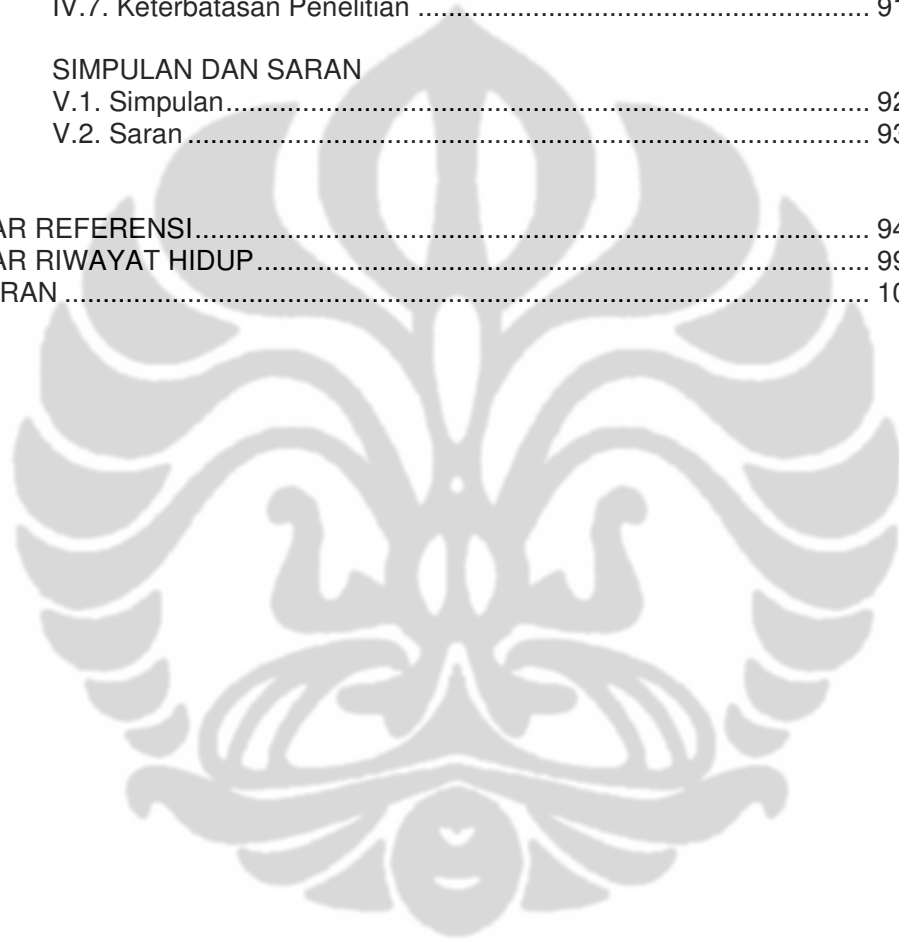 IV.7. Keterbatasan Penelitian ............................................................. 91
SIMPULAN DAN SARAN
V.1. Simpulan....................................................................................... 92
V.2. Saran ............................................................................................ 93
AR REFERENSI........................................................................................... 94
AR RIWAYAT HIDUP................................................................................... 99
RAN ............................................................................................................. 10